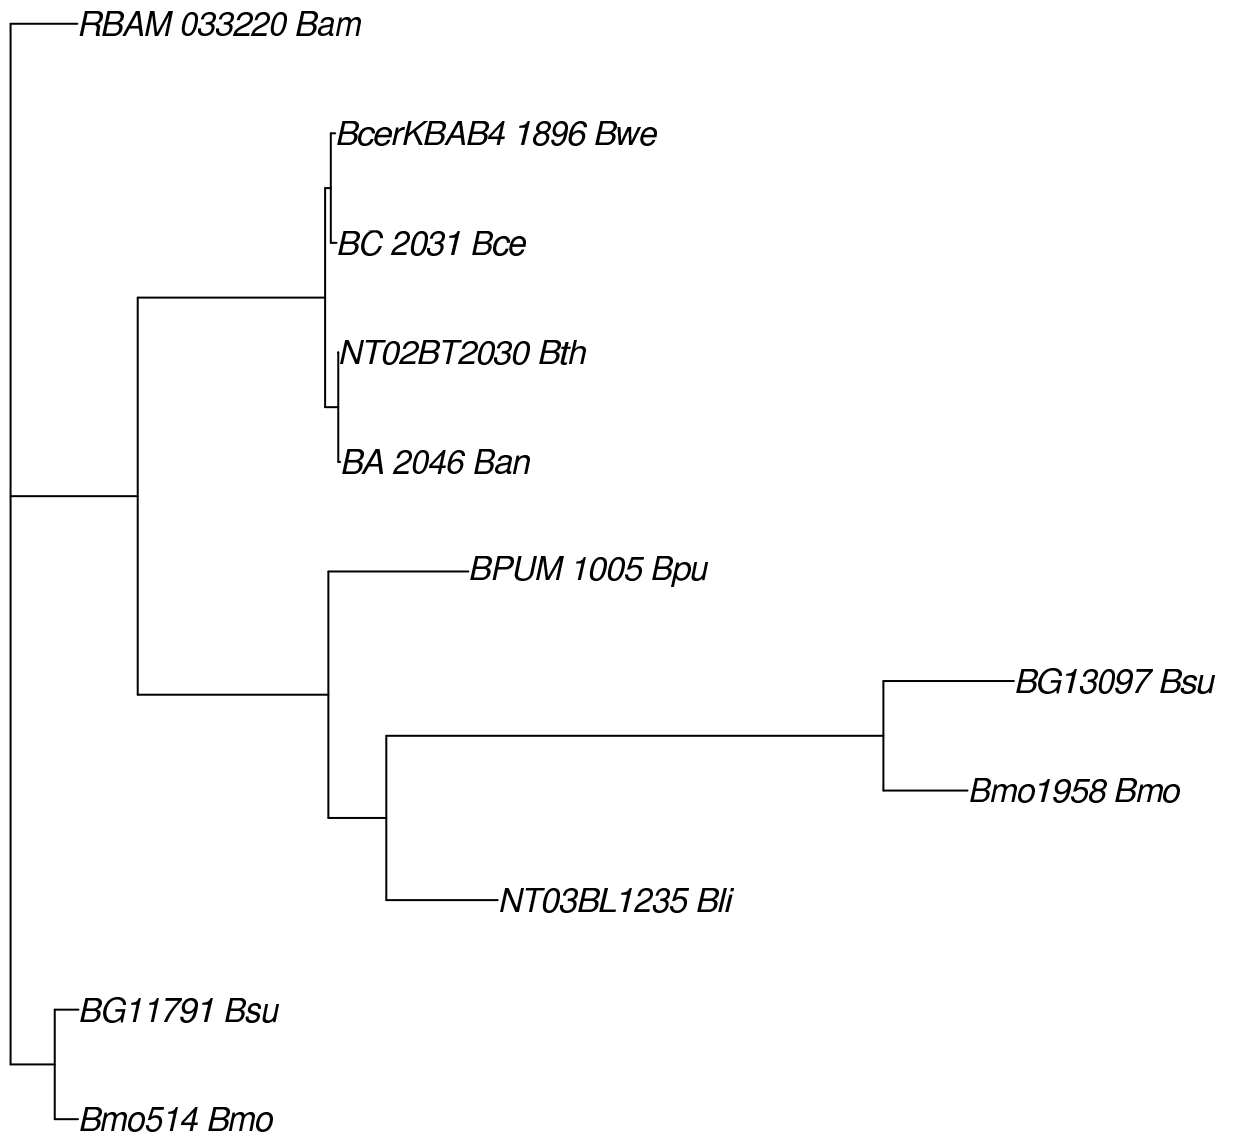 RBAM 033220 Bam
BcerKBAB4 1896 Bwe
BC 2031 Bce
NT02BT2030 Bth
BA 2046 Ban
BPUM 1005 Bpu
BG13097 Bsu
Bmo1958 Bmo
NT03BL1235 Bli
BG11791 Bsu
Bmo514 Bmo